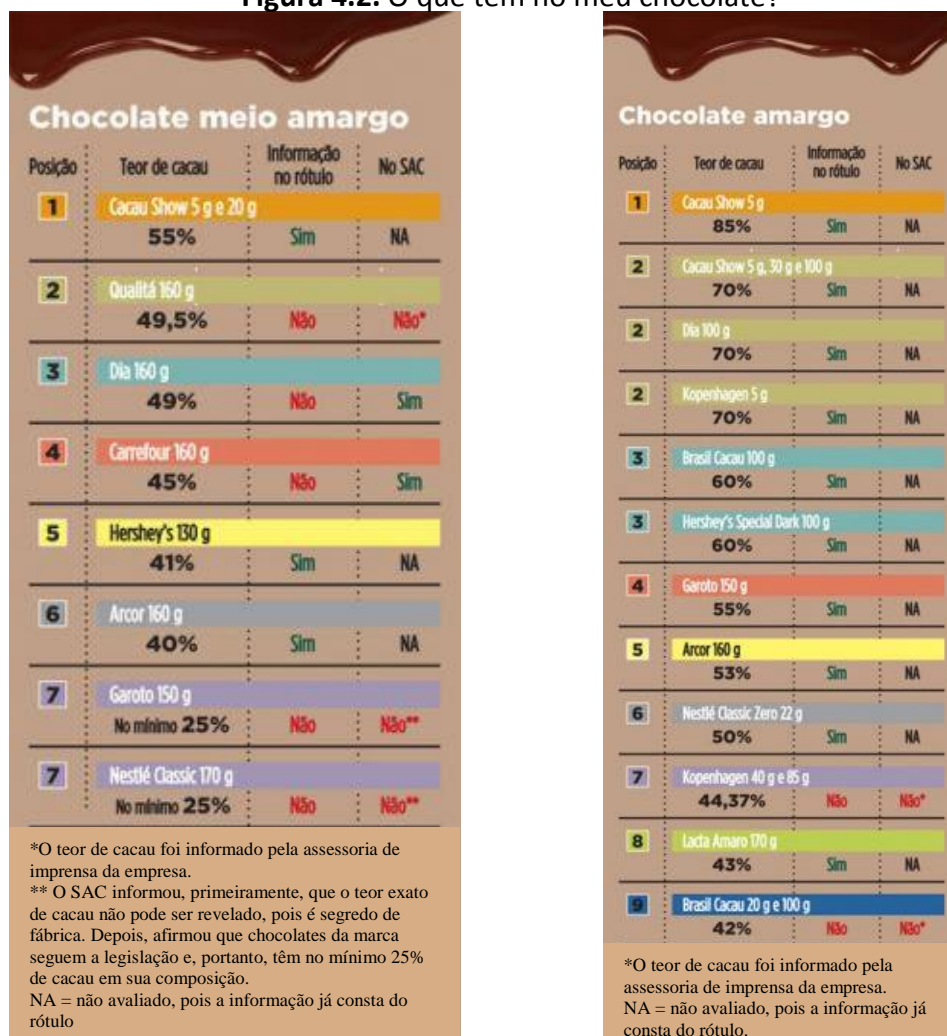 Figura 4.2. O que tem no meu chocolate?
Chocolate meio amargo
Posição Teor de cacau Informação no rótulo No SAC
1 Cacau Show 5 g e 20 g
55% Sim NA
2 Qualitá 160 g
49,5% Não Não*
3 Dia 160 g
49% Não Sim
4 Carrefour 160 g
45% Não Sim
5 Hershey's 130 g
41% Sim NA
6 Arcor 160 g
40% Sim NA
7 Garoto 150 g
No mínimo 25% Não Não**
7 Nestlé Classic 170 g
No mínimo 25% Não Não**
*O teor de cacau foi informado pela assessoria de
imprensa da empresa.
** O SAC informou, primeiramente, que o teor exato
de cacau não pode ser revelado, pois é segredo de
fábrica. Depois, afirmou que chocolates da marca
seguem a legislação e, portanto, têm no mínimo 25%
de cacau em sua composição.
NA = não avaliado, pois a informação já consta do
rótulo
Chocolate amargo
Posição Teor de cacau Informação no rótulo No SAC
1 Cacau Show 5 g
85% Sim NA
2 Cacau Show 5 g, 30 g e 100 g
70% Sim NA
2 Dia 100 g
70% Sim NA
2 Kopenhagen 5 g
70% Sim NA
3 Brasil Cacau 100 g
60% Sim NA
3 Hershey's Special Dark 100 g
60% Sim NA
4 Garoto 150 g
55% Sim NA
5 Arcor 160 g
53% Sim NA
6 Nestlé Classic Zero 22 g
50% Sim NA
7 Kopenhagen 40 g e 85 g
44,37% Não Não*
8 Lacta Amaro 170 g
43% Sim NA
9 Brasil Cacau 20 g e 100 g
42% Não Não*
*O teor de cacau foi informado pela
assessoria de imprensa da empresa.
NA = não avaliado, pois a informação já
consta do rótulo.